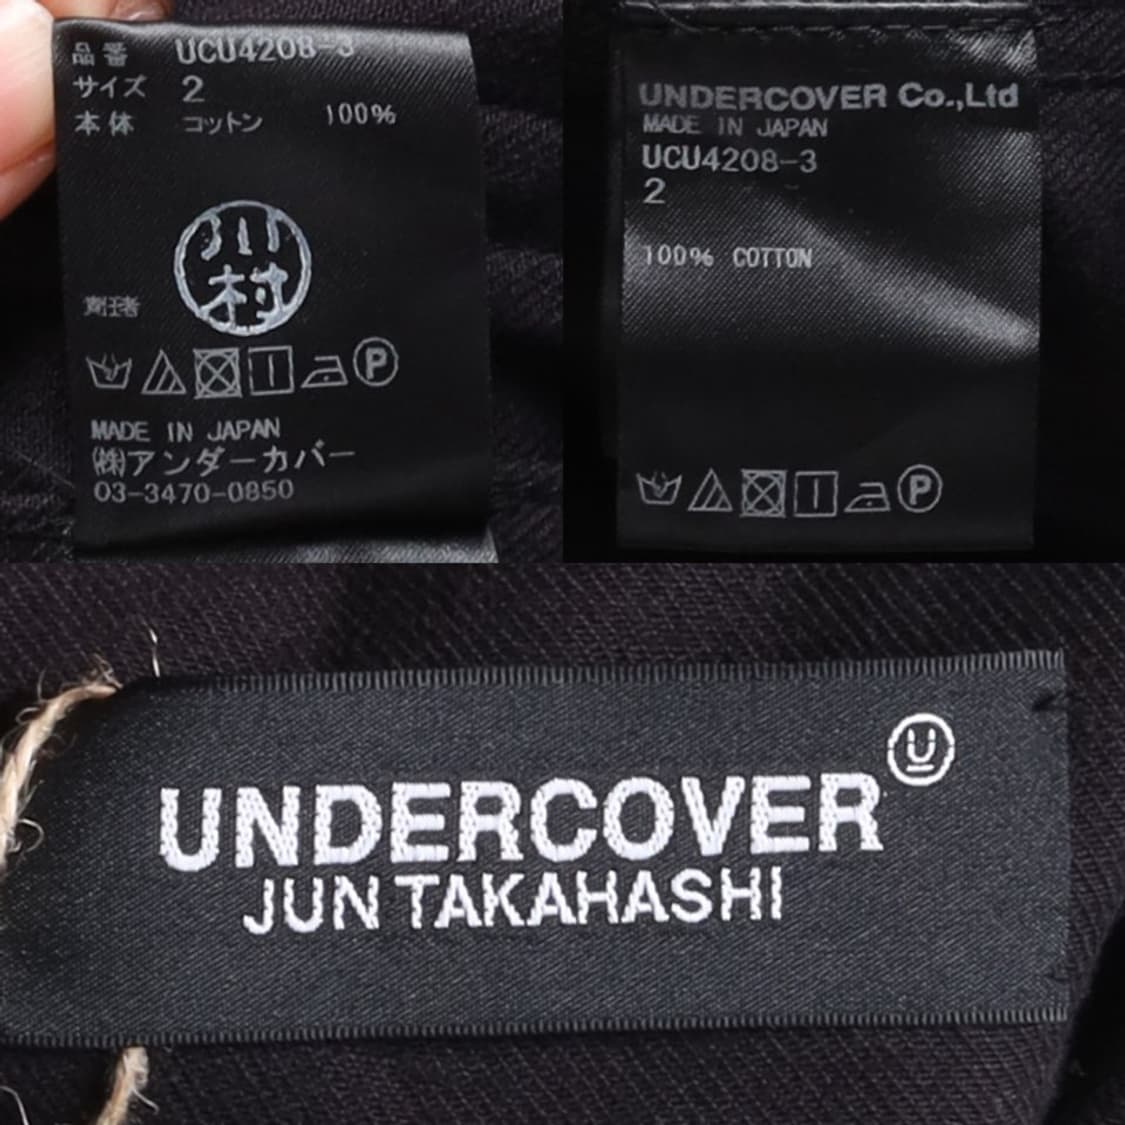 品番 UCU4208-3
サイズ 2
本体 コットン 100%
川
村
P
MADE IN JAPAN
(株)アンダーカバー
03-3470-0850
UNDERCOVER Co.,Ltd
MADE IN JAPAN
UCU4208-3
2
100% COTTON
P
UNDERCOVER
U
JUN TAKAHASHI